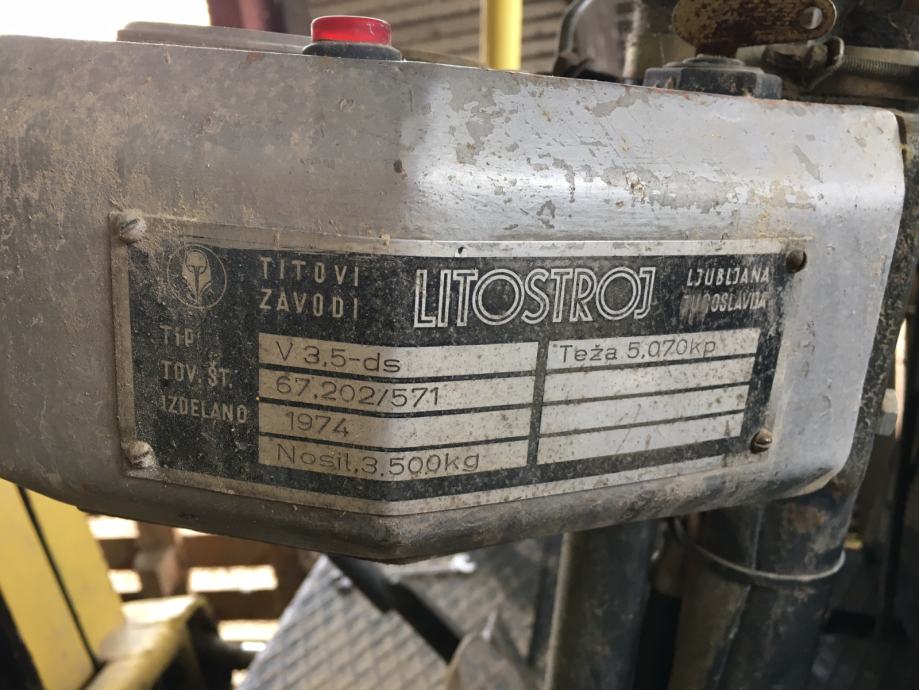 TITOVI
ZAVODI
LITOSTROJ
LJUBLJANA
JUGOSLAVIJA
TIP
V 3,5-ds
Teža 5.070kp
TOV. ŠT.
67.202/571
IZDELANO
1974
Nosil.3.500kg